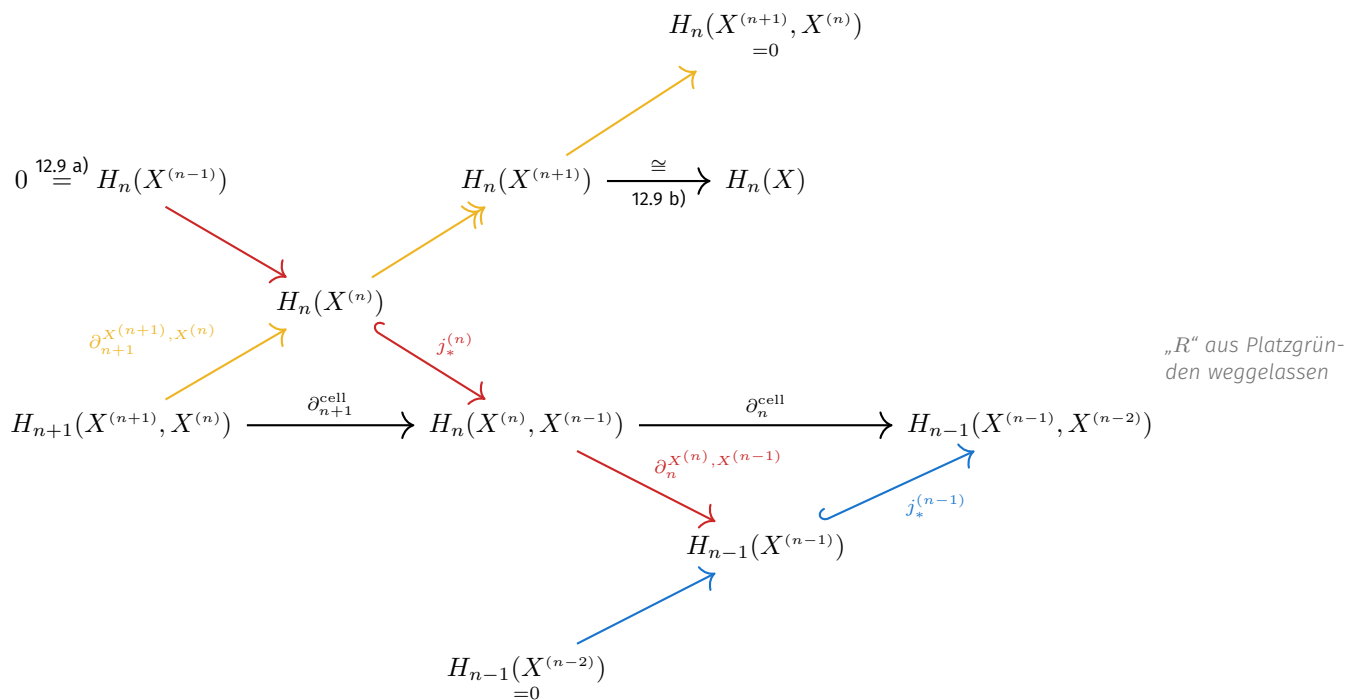 H_n(X^{(n+1)}, X^{(n)})
=0
0 \overset{12.9 a)}{=} H_n(X^{(n-1)})
H_n(X^{(n+1)})
≅
12.9 b)
H_n(X)
H_n(X^{(n)})
∂_{n+1}^{X^{(n+1)}, X^{(n)}}
j_*^{(n)}
„R“ aus Platzgrün-
den weggelassen
H_{n+1}(X^{(n+1)}, X^{(n)})
∂_{n+1}^{cell}
H_n(X^{(n)}, X^{(n-1)})
∂_n^{cell}
H_{n-1}(X^{(n-1)}, X^{(n-2)})
∂_n^{X^{(n)}, X^{(n-1)}}
j_*^{(n-1)}
H_{n-1}(X^{(n-1)})
H_{n-1}(X^{(n-2)})
=0